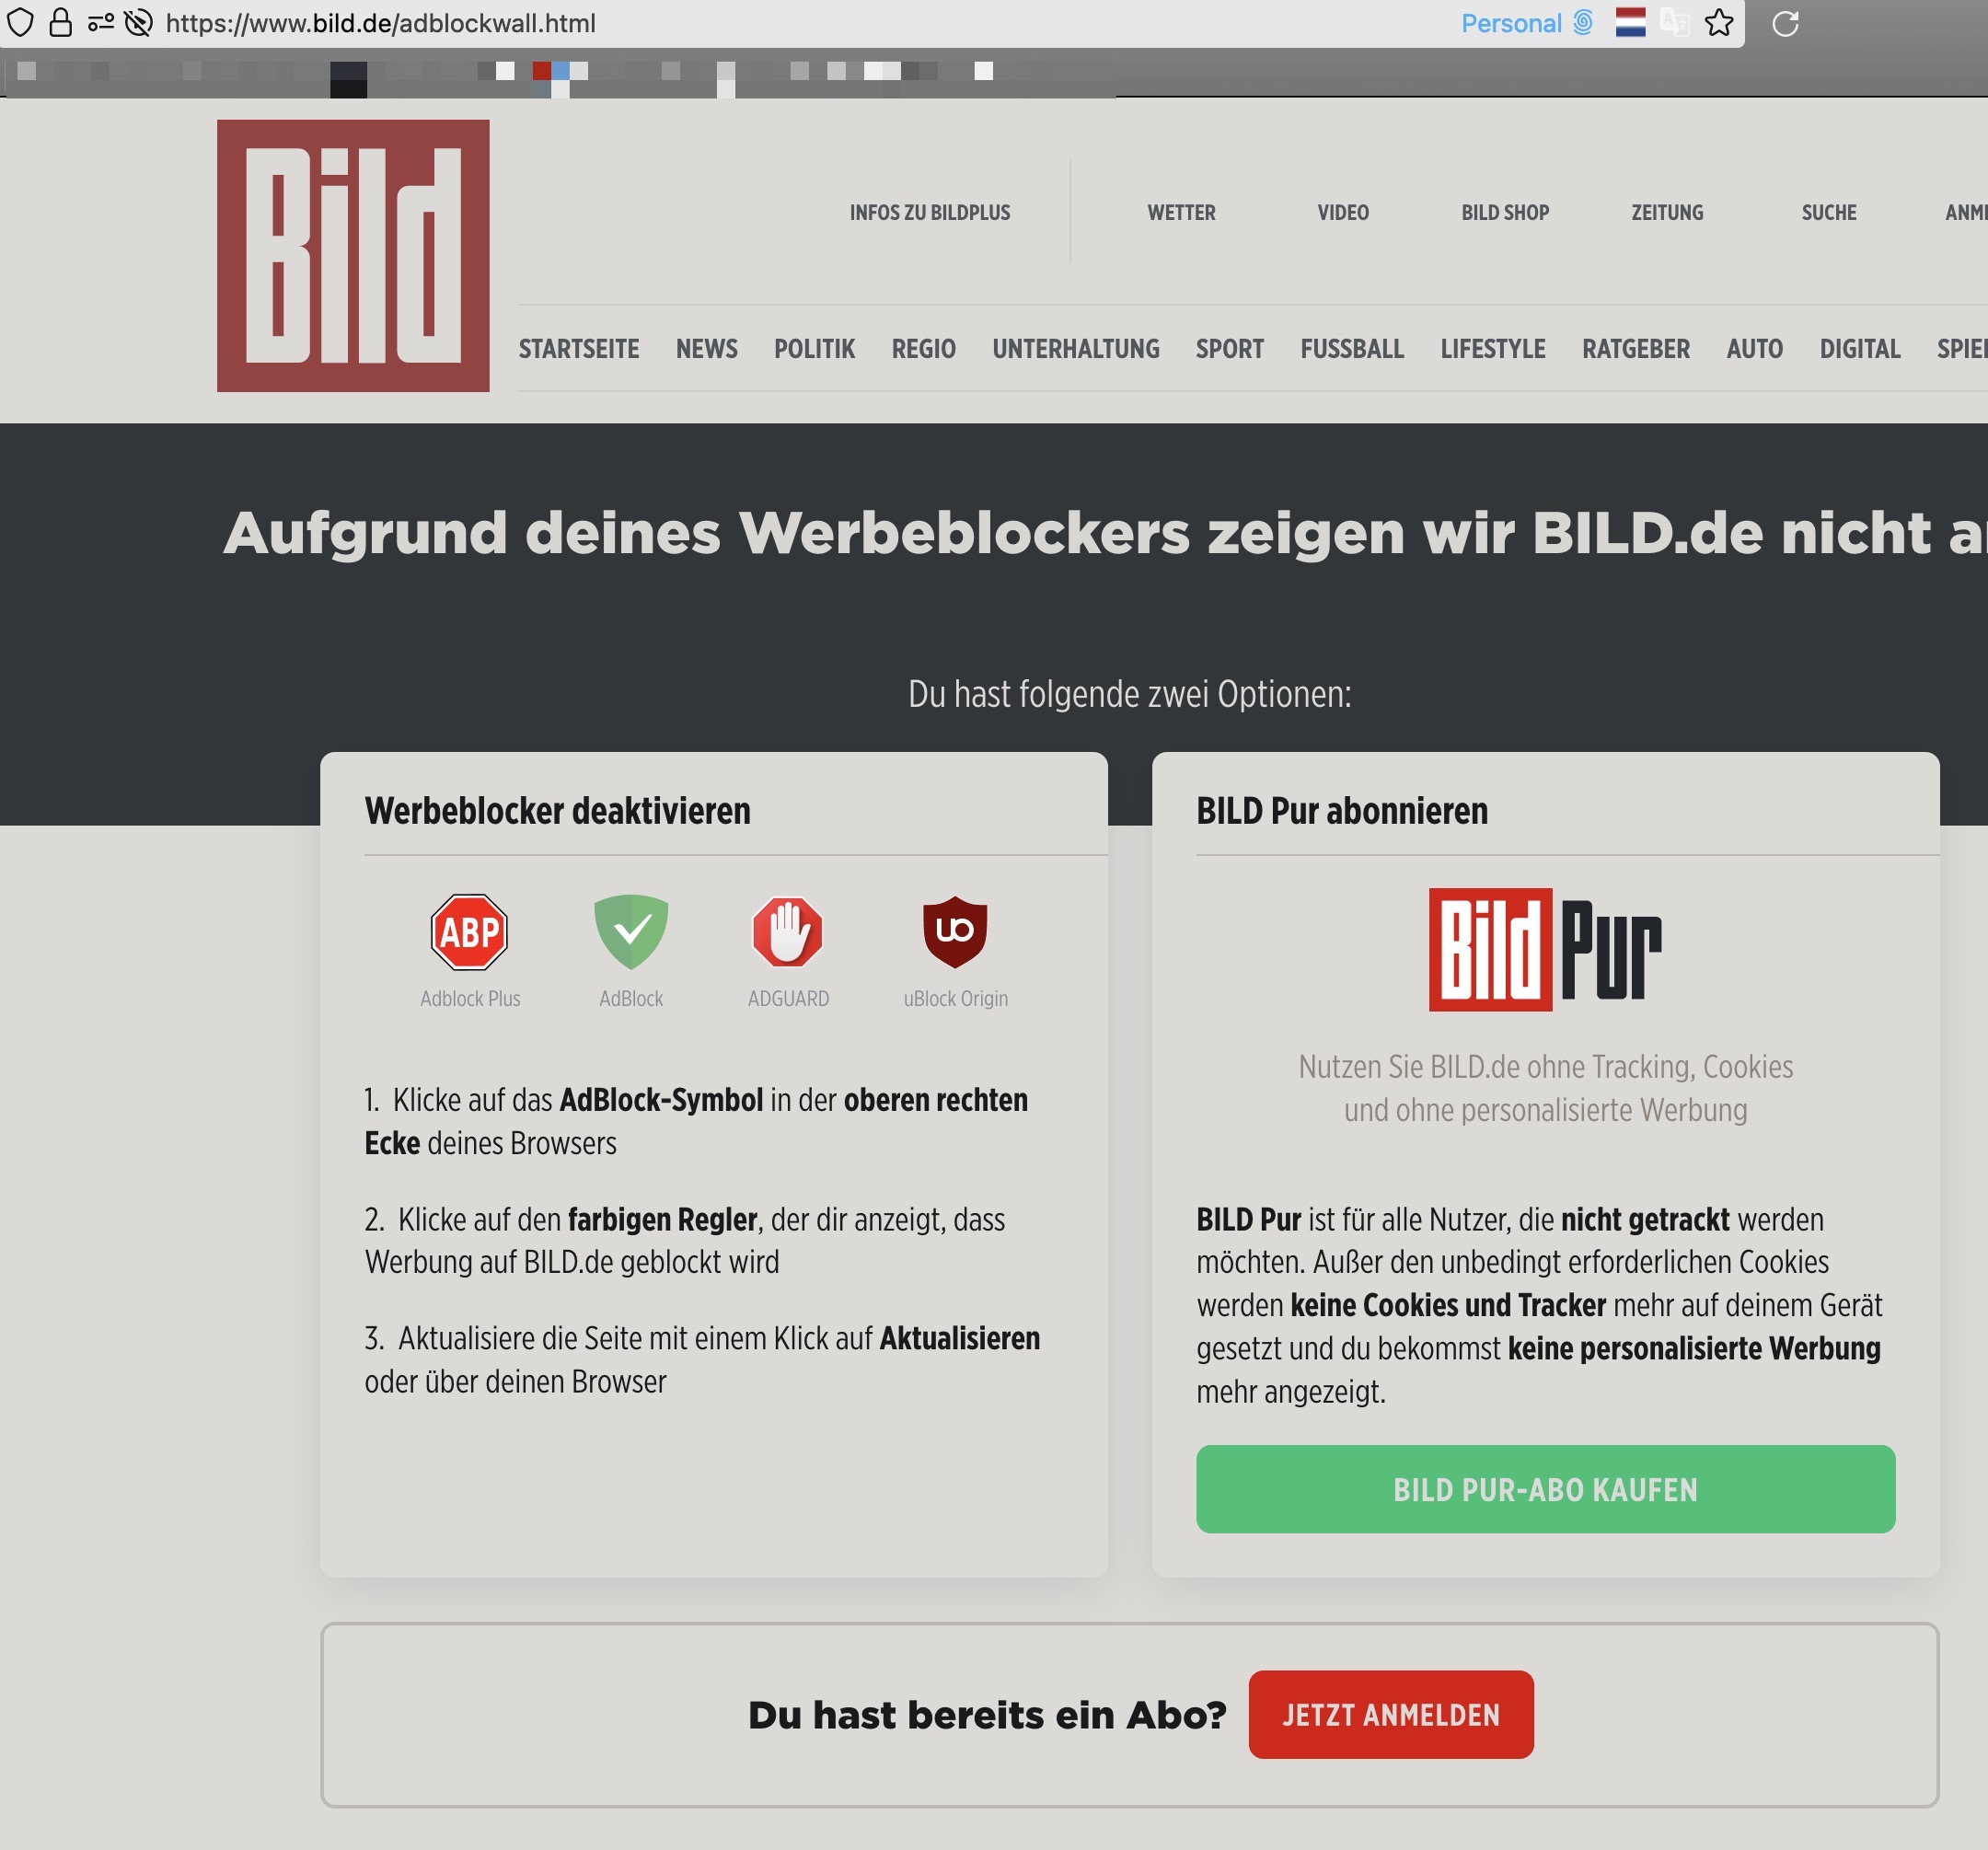 https://www.bild.de/adblockwall.html
Personal
Bild
INFOS ZU BILDPLUS
WETTER
VIDEO
BILD SHOP
ZEITUNG
SUCHE
STARTSEITE
NEWS
POLITIK
REGIO
UNTERHALTUNG
SPORT
FUSSBALL
LIFESTYLE
RATGEBER
AUTO
DIGITAL
Aufgrund deines Werbeblockers zeigen wir BILD.de nicht
Du hast folgende zwei Optionen:
Werbeblocker deaktivieren
ABP
Adblock Plus
AdBlock
ADGUARD
uo
uBlock Origin
1. Klicke auf das AdBlock-Symbol in der oberen rechten
Ecke deines Browsers
2. Klicke auf den farbigen Regler, der dir anzeigt, dass
Werbung auf BILD.de geblockt wird
3. Aktualisiere die Seite mit einem Klick auf Aktualisieren
oder über deinen Browser
BILD Pur abonnieren
Bild Pur
Nutzen Sie BILD.de ohne Tracking, Cookies
und ohne personalisierte Werbung
BILD Pur ist für alle Nutzer, die nicht getrackt werden
möchten. Außer den unbedingt erforderlichen Cookies
werden keine Cookies und Tracker mehr auf deinem Gerät
gesetzt und du bekommst keine personalisierte Werbung
mehr angezeigt.
BILD PUR-ABO KAUFEN
Du hast bereits ein Abo?
JETZT ANMELDEN